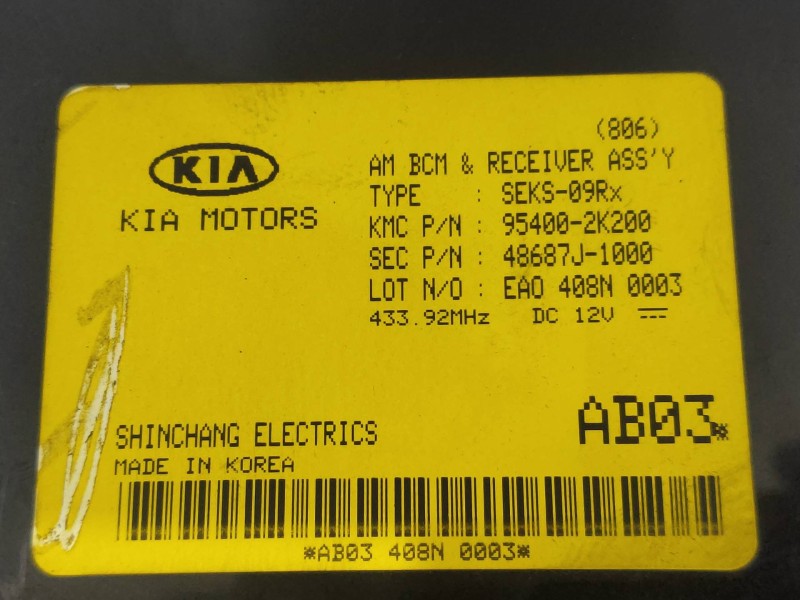 (806)
KIA
AM BCM & RECEIVER ASS'Y
TYPE : SEKS-09Rx
KIA MOTORS
KMC P/N : 95400-2K200
SEC P/N : 48687J-1000
LOT N/O : EAO 408N 0003
433.92MHz DC 12V
SHINCHANG ELECTRICS
AB03*
MADE IN KOREA
*AB03 408N 0003*